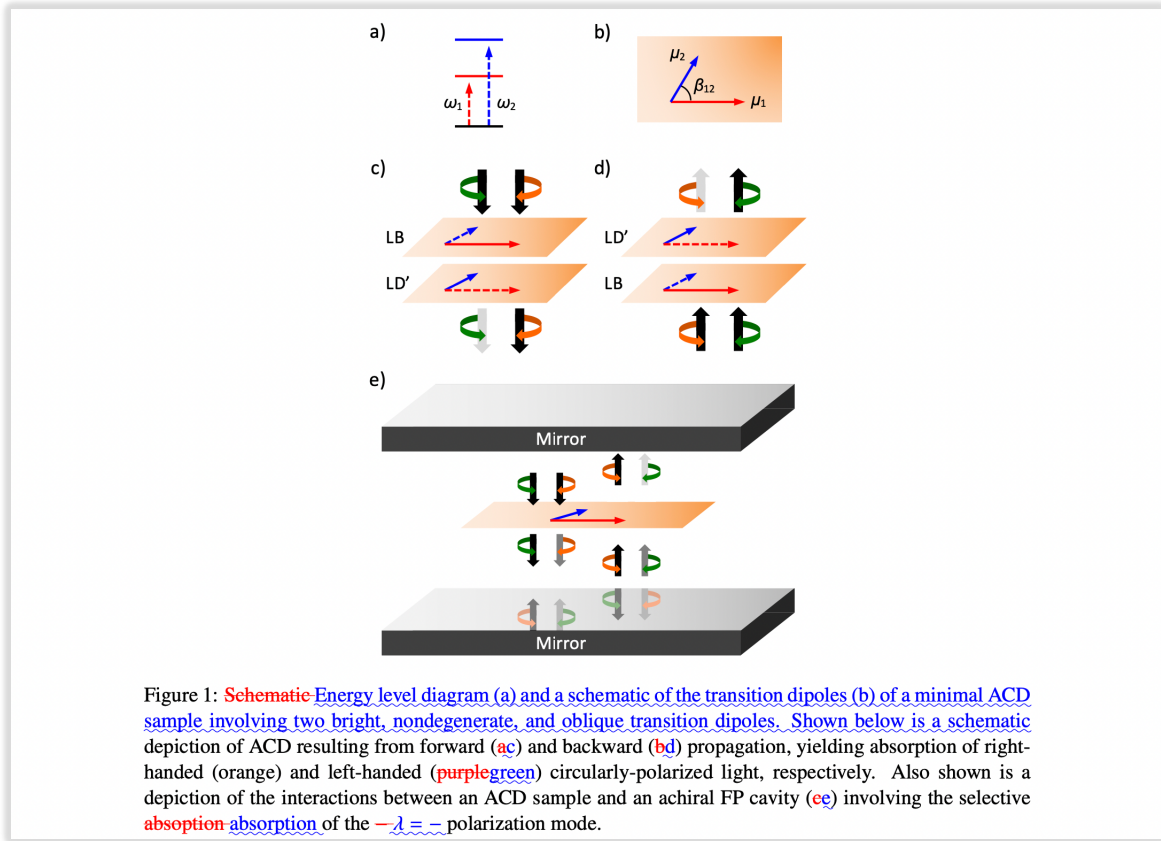 a)
b)
ω1
ω2
μ2
β12
μ1
c)
d)
LB
LD′
LD′
LB
e)
Mirror
Mirror
Figure 1: Schematic Energy level diagram (a) and a schematic of the transition dipoles (b) of a minimal ACD
sample involving two bright, nondegenerate, and oblique transition dipoles. Shown below is a schematic
depiction of ACD resulting from forward (ac) and backward (bd) propagation, yielding absorption of right-
handed (orange) and left-handed (purplegreen) circularly-polarized light, respectively. Also shown is a
depiction of the interactions between an ACD sample and an achiral FP cavity (ce) involving the selective
absoption absorption of the − λ = − polarization mode.